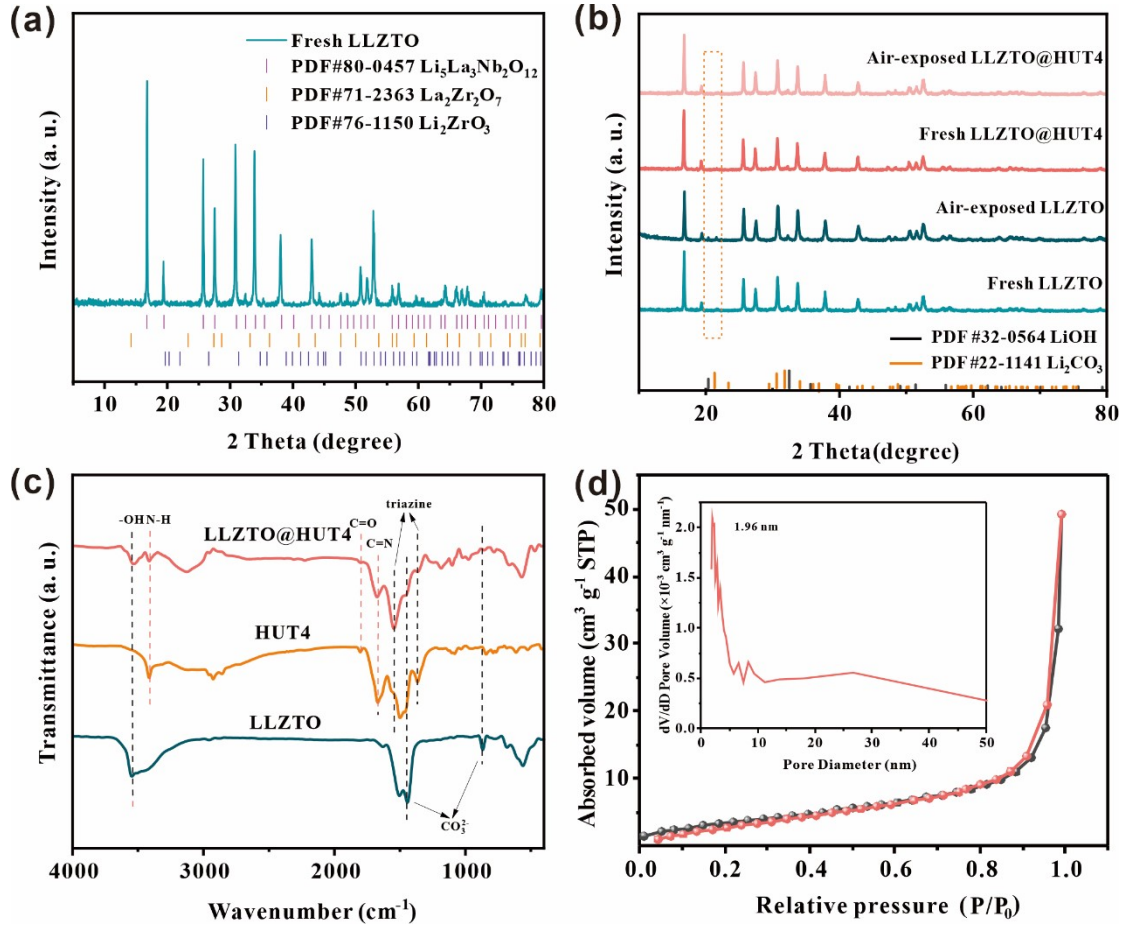 (a)
Fresh LLZTO
PDF#80-0457 Li₅La₃Nb₂O₁₂
PDF#71-2363 La₂Zr₂O₇
PDF#76-1150 Li₂ZrO₃
Intensity (a. u.)
10 20 30 40 50 60 70 80
2 Theta (degree)
(b)
Air-exposed LLZTO@HUT4
Fresh LLZTO@HUT4
Air-exposed LLZTO
Fresh LLZTO
PDF #32-0564 LiOH
PDF #22-1141 Li₂CO₃
Intensity (a. u.)
20 40 60 80
2 Theta(degree)
(c)
-OH N-H
C=O
C=N
triazine
LLZTO@HUT4
HUT4
LLZTO
CO₃²⁻
Transmittance (a. u.)
4000 3000 2000 1000
Wavenumber (cm⁻¹)
(d)
Absorbed volume (cm³ g⁻¹ STP)
50
40
30
20
10
0.0 0.2 0.4 0.6 0.8 1.0
Relative pressure (P/P₀)
dV/dD Pore Volume (×10⁻³ cm³ g⁻¹ nm⁻¹)
1.96 nm
2.0
1.5
1.0
0.5
0.0
0 10 20 30 40 50
Pore Diameter (nm)